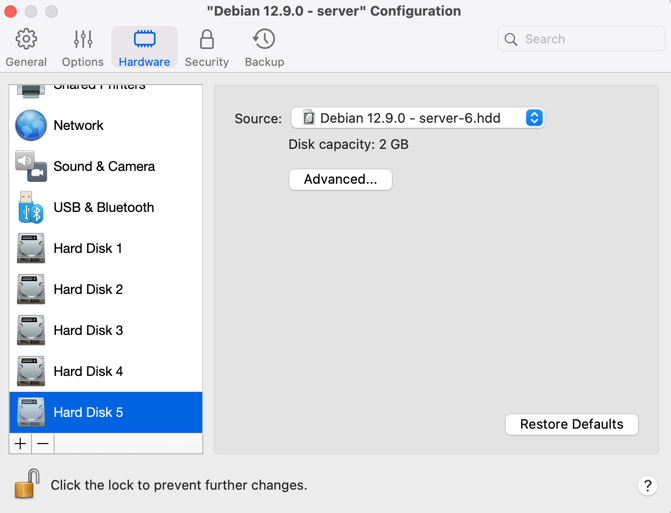 "Debian 12.9.0 - server" Configuration
General
Options
Hardware
Security
Backup
Search
Shared Printers
Network
Sound & Camera
USB & Bluetooth
Hard Disk 1
Hard Disk 2
Hard Disk 3
Hard Disk 4
Hard Disk 5
Source:
Debian 12.9.0 - server-6.hdd
Disk capacity: 2 GB
Advanced...
Restore Defaults
Click the lock to prevent further changes.
?